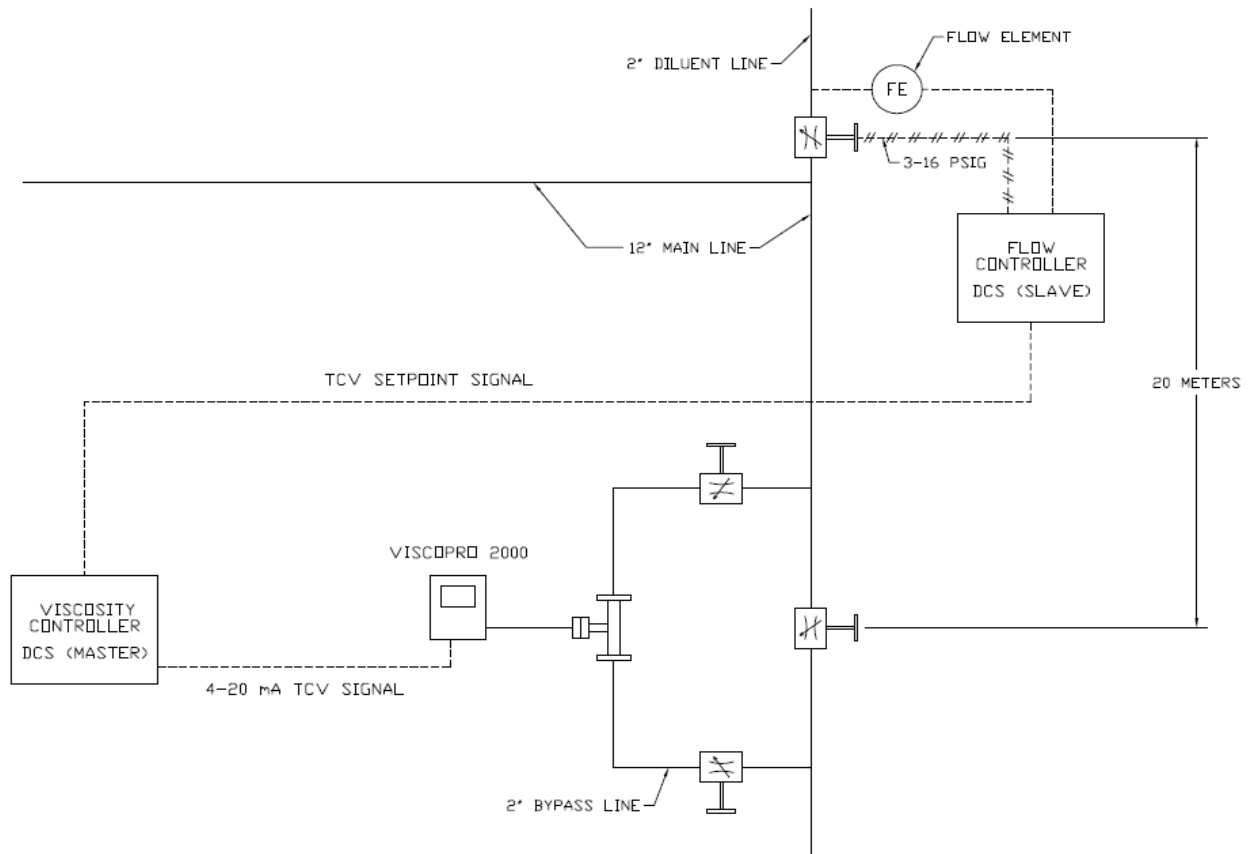 FLOW ELEMENT
2" DILUENT LINE
FE
3-16 PSIG
12" MAIN LINE
FLOW
CONTROLLER
DCS (SLAVE)
TCV SETPOINT SIGNAL
20 METERS
VISCOPRO 2000
VISCOSITY
CONTROLLER
DCS (MASTER)
4-20 mA TCV SIGNAL
2" BYPASS LINE